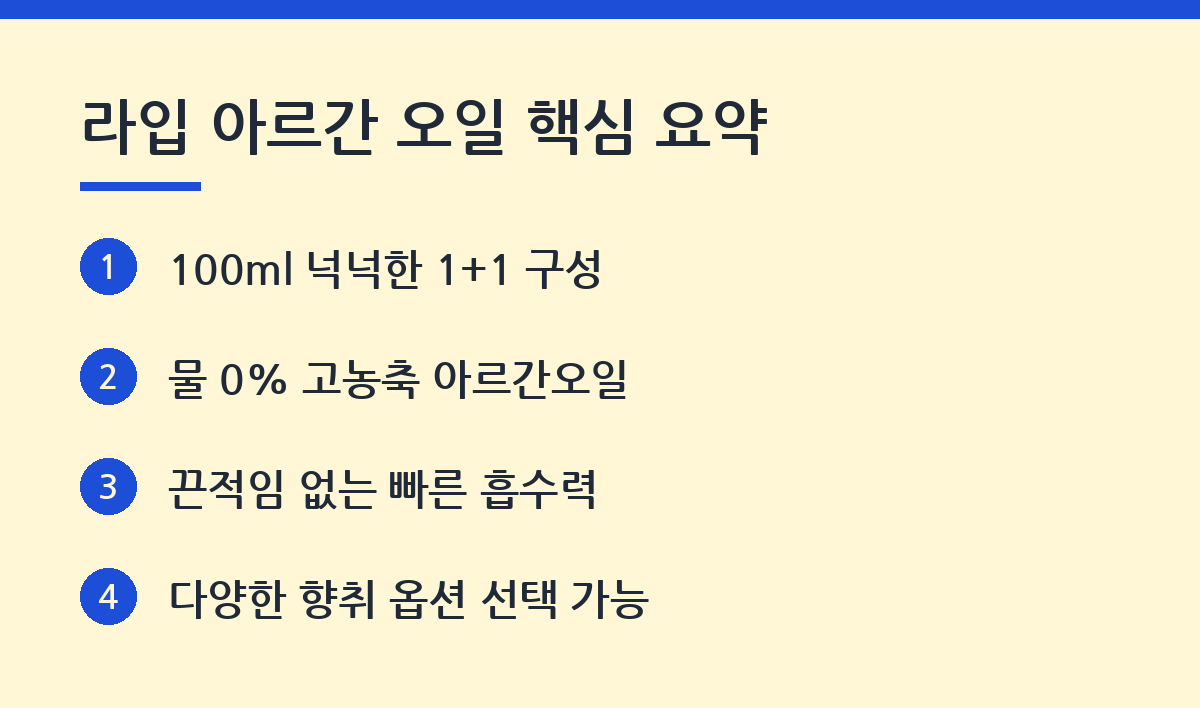 라입 아르간 오일 핵심 요약
1 100ml 넉넉한 1+1 구성
2 물 0% 고농축 아르간오일
3 끈적임 없는 빠른 흡수력
4 다양한 향취 옵션 선택 가능